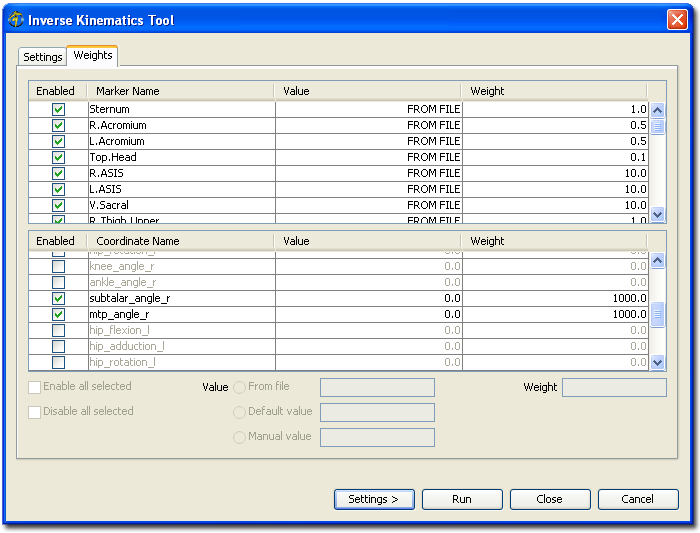 Inverse Kinematics Tool
Settings Weights
Enabled Marker Name Value Weight
Sternum FROM FILE 1.0
R.Acromium FROM FILE 0.5
L.Acromium FROM FILE 0.5
Top.Head FROM FILE 0.1
R.ASIS FROM FILE 10.0
L.ASIS FROM FILE 10.0
V.Sacral FROM FILE 10.0
R.Thigh.Upper FROM FILE 1.0
Enabled Coordinate Name Value Weight
hip_rotation_r 0.0 0.0
knee_angle_r 0.0 0.0
ankle_angle_r 0.0 0.0
subtalar_angle_r 0.0 1000.0
mtp_angle_r 0.0 1000.0
hip_flexion_l 0.0 0.0
hip_adduction_l 0.0 0.0
hip_rotation_l 0.0 0.0
Enable all selected Value From file Weight
Disable all selected Default value
Manual value
Settings > Run Close Cancel